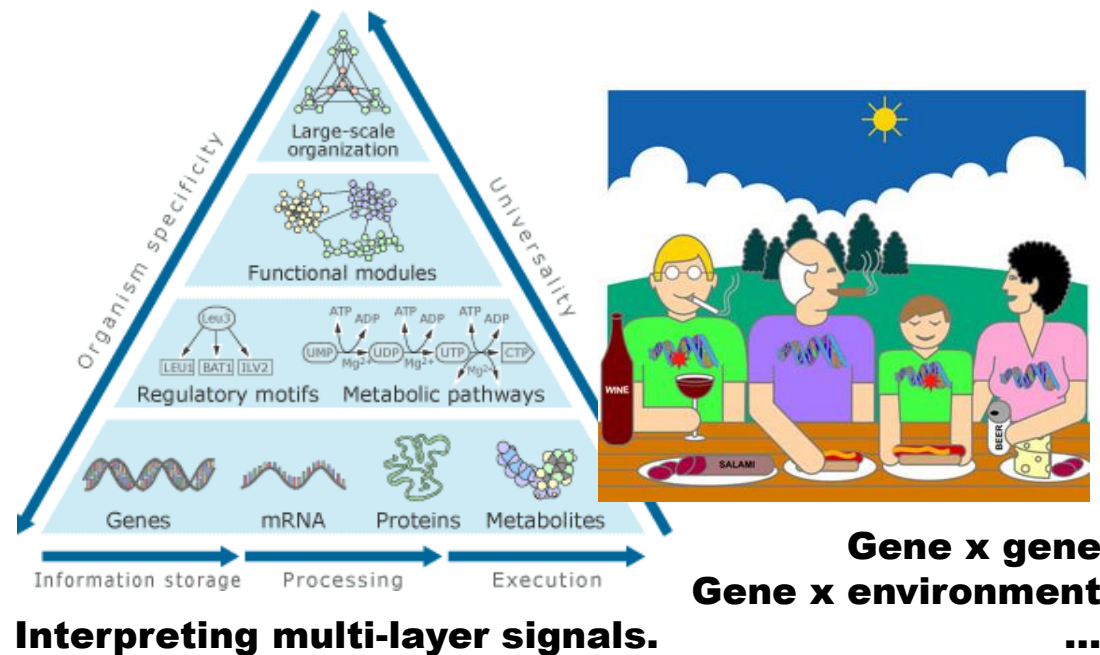 Organism specificity
Universality
Large-scale
organization
Functional modules
Leu3
LEU1 BAT1 ILV2
Regulatory motifs
ATP ADP ATP ADP ATP ADP
UMP UDP UTP CTP
Mg2+ Mg2+ Mg2+
Metabolic pathways
Genes mRNA Proteins Metabolites
Information storage Processing Execution
WINE
BEER
SALAMI
Gene x gene
Gene x environment
...
Interpreting multi-layer signals.